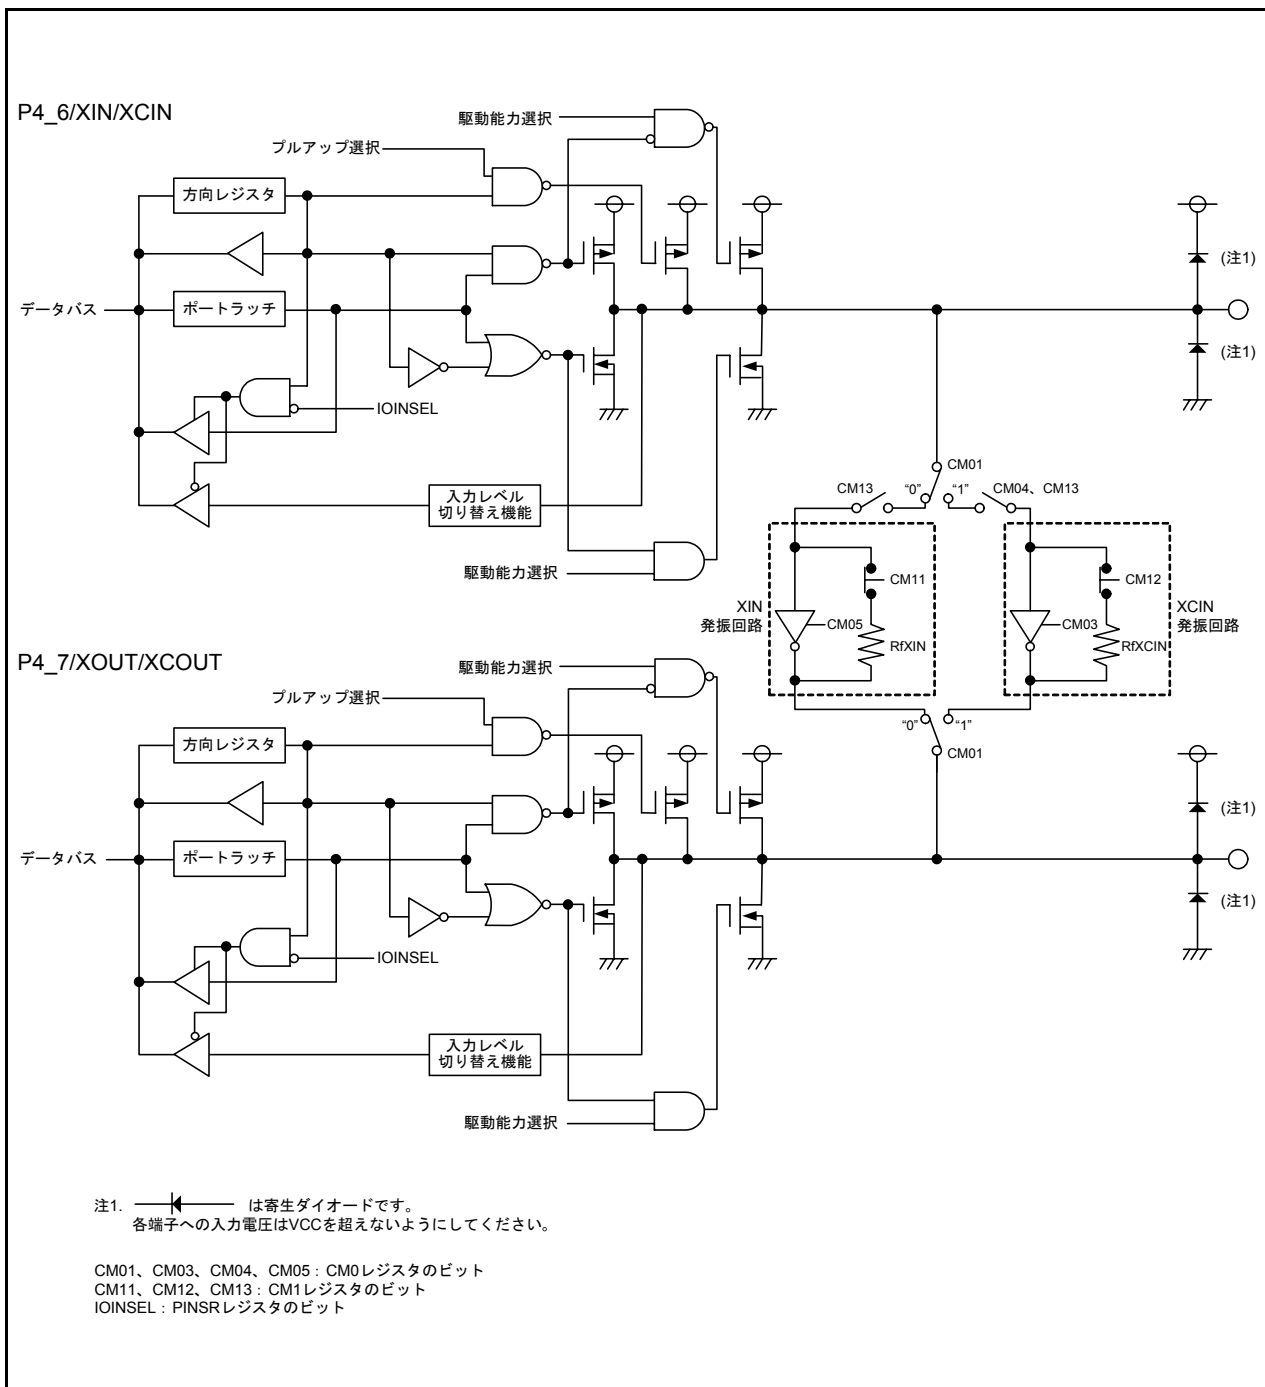 P4_6/XIN/XCIN
駆動能力選択
プルアップ選択
方向レジスタ
(注1)
データバス
ポートラッチ
(注1)
IOINSEL
CM01
CM13
“0”
“1”
CM04、CM13
入力レベル
切り替え機能
駆動能力選択
CM11
CM12
XIN
発振回路
CM05
RfXIN
CM03
RfXCIN
XCIN
発振回路
P4_7/XOUT/XCOUT
駆動能力選択
プルアップ選択
“0”
“1”
CM01
方向レジスタ
(注1)
データバス
ポートラッチ
(注1)
IOINSEL
入力レベル
切り替え機能
駆動能力選択
注1. は寄生ダイオードです。
各端子への入力電圧はVCCを超えないようにしてください。
CM01、CM03、CM04、CM05 : CM0レジスタのビット
CM11、CM12、CM13 : CM1レジスタのビット
IOINSEL : PINSRレジスタのビット